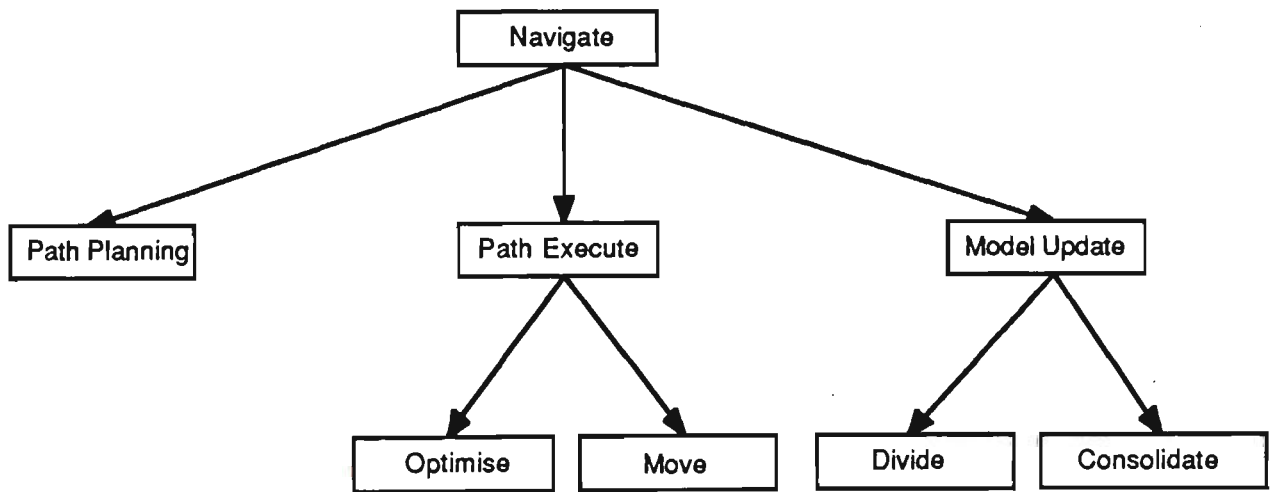 Navigate
Path Planning
Path Execute
Model Update
Optimise
Move
Divide
Consolidate